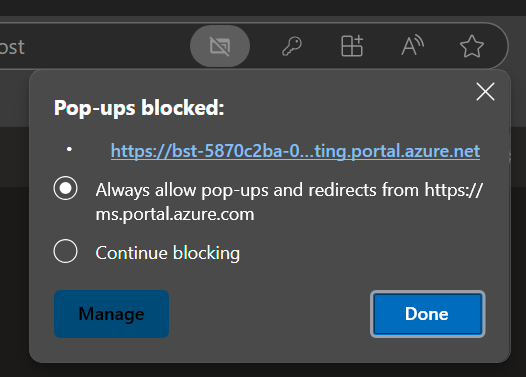 ost
Pop-ups blocked:
• https://bst-5870c2ba-0...ting.portal.azure.net
Always allow pop-ups and redirects from https://
ms.portal.azure.com
Continue blocking
Manage
Done